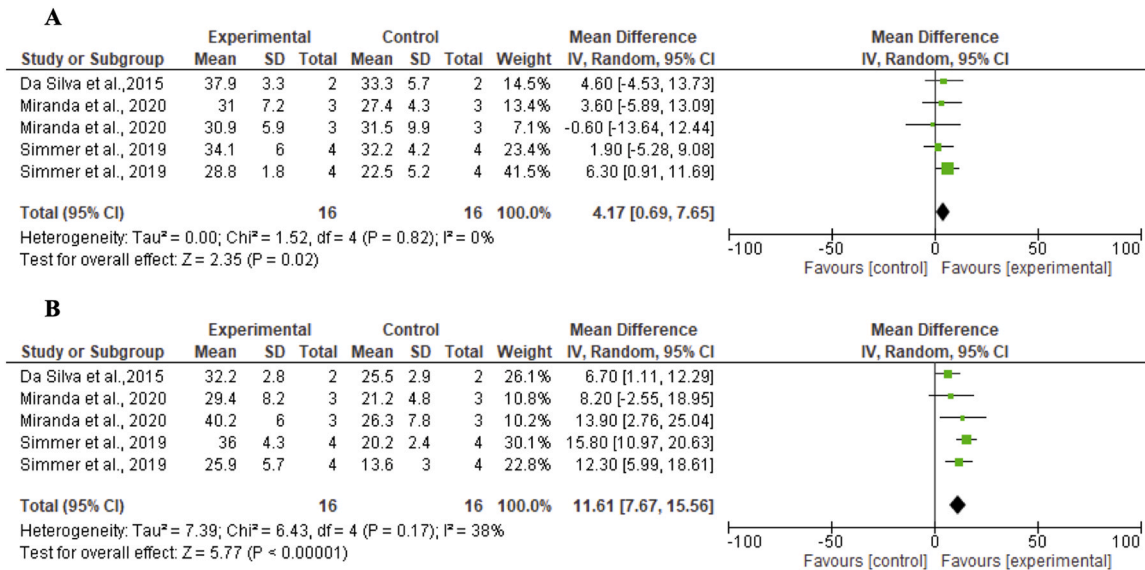 A
Experimental Control Mean Difference Mean Difference
Study or Subgroup Mean SD Total Mean SD Total Weight IV, Random, 95% CI IV, Random, 95% CI
Da Silva et al.,2015 37.9 3.3 2 33.3 5.7 2 14.5% 4.60 [-4.53, 13.73]
Miranda et al., 2020 31 7.2 3 27.4 4.3 3 13.4% 3.60 [-5.89, 13.09]
Miranda et al., 2020 30.9 5.9 3 31.5 9.9 3 7.1% -0.60 [-13.64, 12.44]
Simmer et al., 2019 34.1 6 4 32.2 4.2 4 23.4% 1.90 [-5.28, 9.08]
Simmer et al., 2019 28.8 1.8 4 22.5 5.2 4 41.5% 6.30 [0.91, 11.69]
Total (95% CI) 16 16 100.0% 4.17 [0.69, 7.65]
Heterogeneity: Tau² = 0.00; Chi² = 1.52, df = 4 (P = 0.82); I² = 0%
Test for overall effect: Z = 2.35 (P = 0.02)
-100 -50 0 50 100
Favours [control] Favours [experimental]
B
Experimental Control Mean Difference Mean Difference
Study or Subgroup Mean SD Total Mean SD Total Weight IV, Random, 95% CI IV, Random, 95% CI
Da Silva et al.,2015 32.2 2.8 2 25.5 2.9 2 26.1% 6.70 [1.11, 12.29]
Miranda et al., 2020 29.4 8.2 3 21.2 4.8 3 10.8% 8.20 [-2.55, 18.95]
Miranda et al., 2020 40.2 6 3 26.3 7.8 3 10.2% 13.90 [2.76, 25.04]
Simmer et al., 2019 36 4.3 4 20.2 2.4 4 30.1% 15.80 [10.97, 20.63]
Simmer et al., 2019 25.9 5.7 4 13.6 3 4 22.8% 12.30 [5.99, 18.61]
Total (95% CI) 16 16 100.0% 11.61 [7.67, 15.56]
Heterogeneity: Tau² = 7.39; Chi² = 6.43, df = 4 (P = 0.17); I² = 38%
Test for overall effect: Z = 5.77 (P < 0.00001)
-100 -50 0 50 100
Favours [control] Favours [experimental]